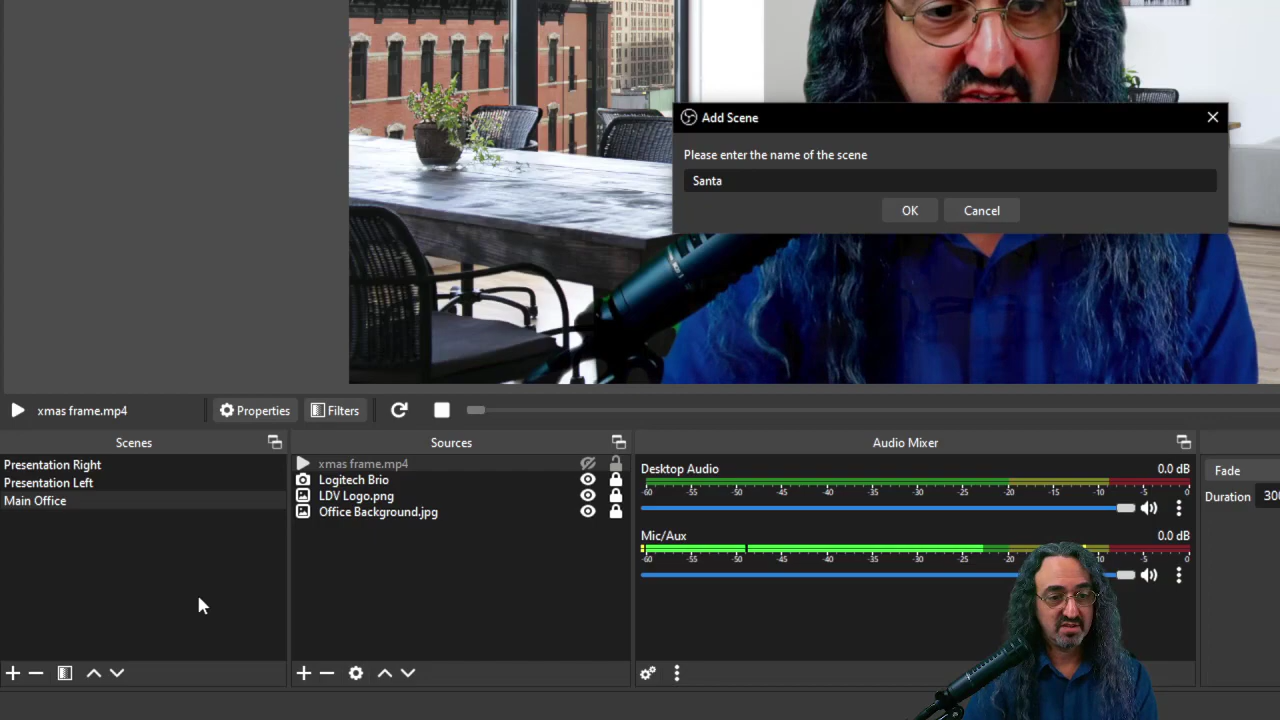 Add Scene
Please enter the name of the scene
Santa
OK Cancel
xmas frame.mp4 Properties Filters
Scenes
Presentation Right
Presentation Left
Main Office
Sources
xmas frame.mp4
Logitech Brio
LDV Logo.png
Office Background.jpg
Audio Mixer
Desktop Audio 0.0 dB
-60 -55 -50 -45 -40 -35 -30 -25 -20 -15 -10 -5 0
Mic/Aux 0.0 dB
-60 -55 -50 -45 -40 -35 -30 -25 -20 -10 -5 0
Fade
Duration 300